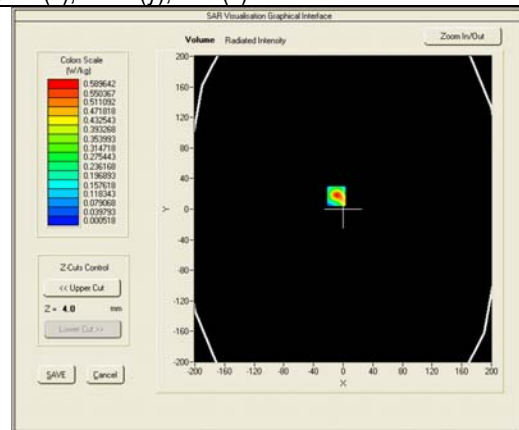 SAR Visualisation Graphical Interface
Volume Radiated Intensity
Zoom In/Out
Colors Scale
(W/kg)
0.589642
0.550367
0.511092
0.471818
0.432543
0.393268
0.353993
0.314718
0.275443
0.236168
0.196893
0.157618
0.118343
0.079068
0.039793
0.000518
Z-Cuts Control
<< Upper Cut
Z = 4.0 mm
Lower Cut >>
SAVE Cancel
200-
160-
120-
80-
40-
Y 0-
-40-
-80-
-120-
-160-
-200-
-200 -160 -120 -80 -40 0 40 80 120 160 200
X